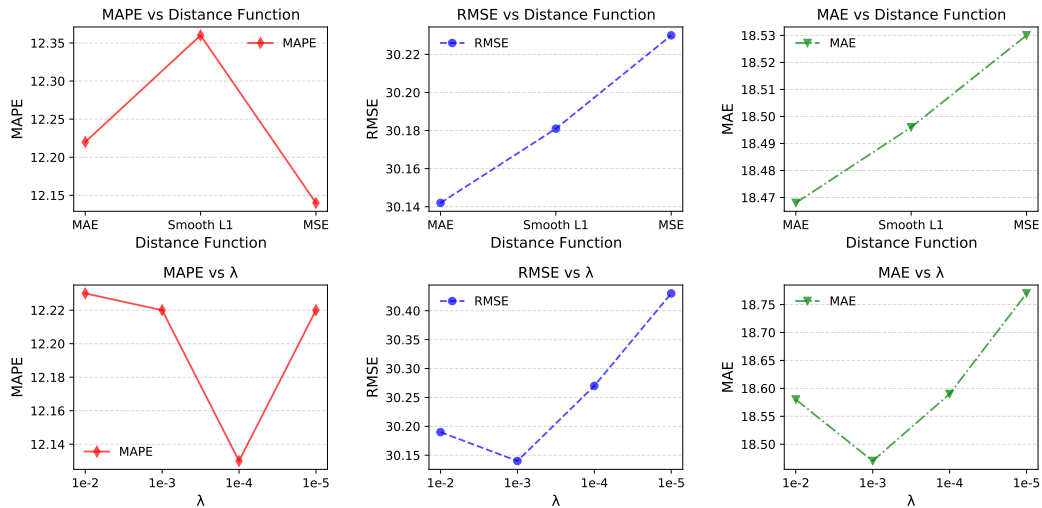 MAPE vs Distance Function
MAPE
12.35
12.30
12.25
12.20
12.15
MAPE
MAE
Smooth L1
MSE
Distance Function
RMSE vs Distance Function
RMSE
30.22
30.20
30.18
30.16
30.14
RMSE
MAE
Smooth L1
MSE
Distance Function
MAE vs Distance Function
MAE
18.53
18.52
18.51
18.50
18.49
18.48
18.47
MAE
MAE
Smooth L1
MSE
Distance Function
MAPE vs λ
12.22
12.20
12.18
12.16
12.14
MAPE
MAPE
1e-2
1e-3
1e-4
1e-5
λ
RMSE vs λ
RMSE
30.40
30.35
30.30
30.25
30.20
30.15
RMSE
1e-2
1e-3
1e-4
1e-5
λ
MAE vs λ
MAE
18.75
18.70
18.65
18.60
18.55
18.50
MAE
1e-2
1e-3
1e-4
1e-5
λ